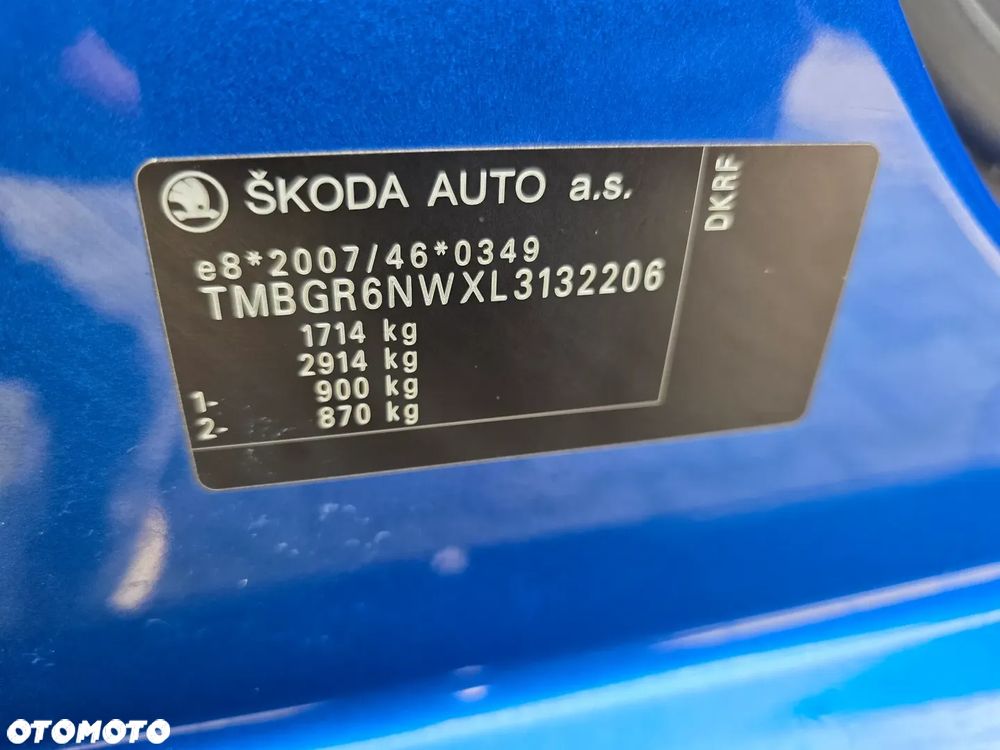 ŠKODA AUTO a.s.
DKRF
e8*2007/46*0349
TMBGR6NWXL3132206
1714 kg
2914 kg
1- 900 kg
2- 870 kg
OTOMOTO